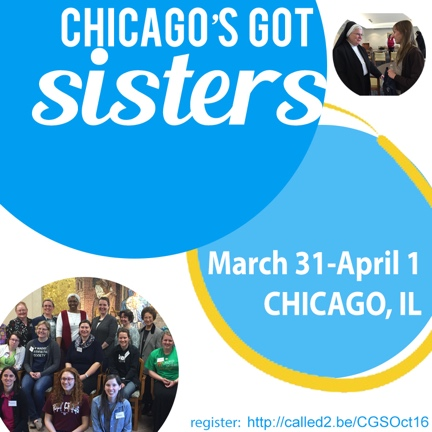 CHICAGO'S GOT
sisters
March 31-April 1
CHICAGO, IL
register: http://called2.be/CGSOct16